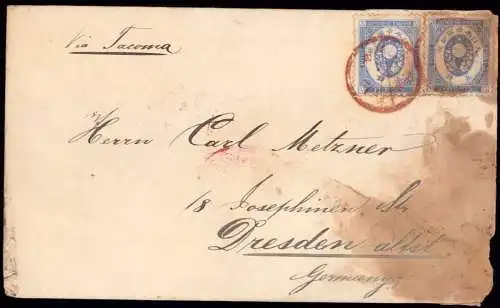 Via Tacoma
Herrn Carl Metzner
18 Josephinen Str
Dresden altst
Germany